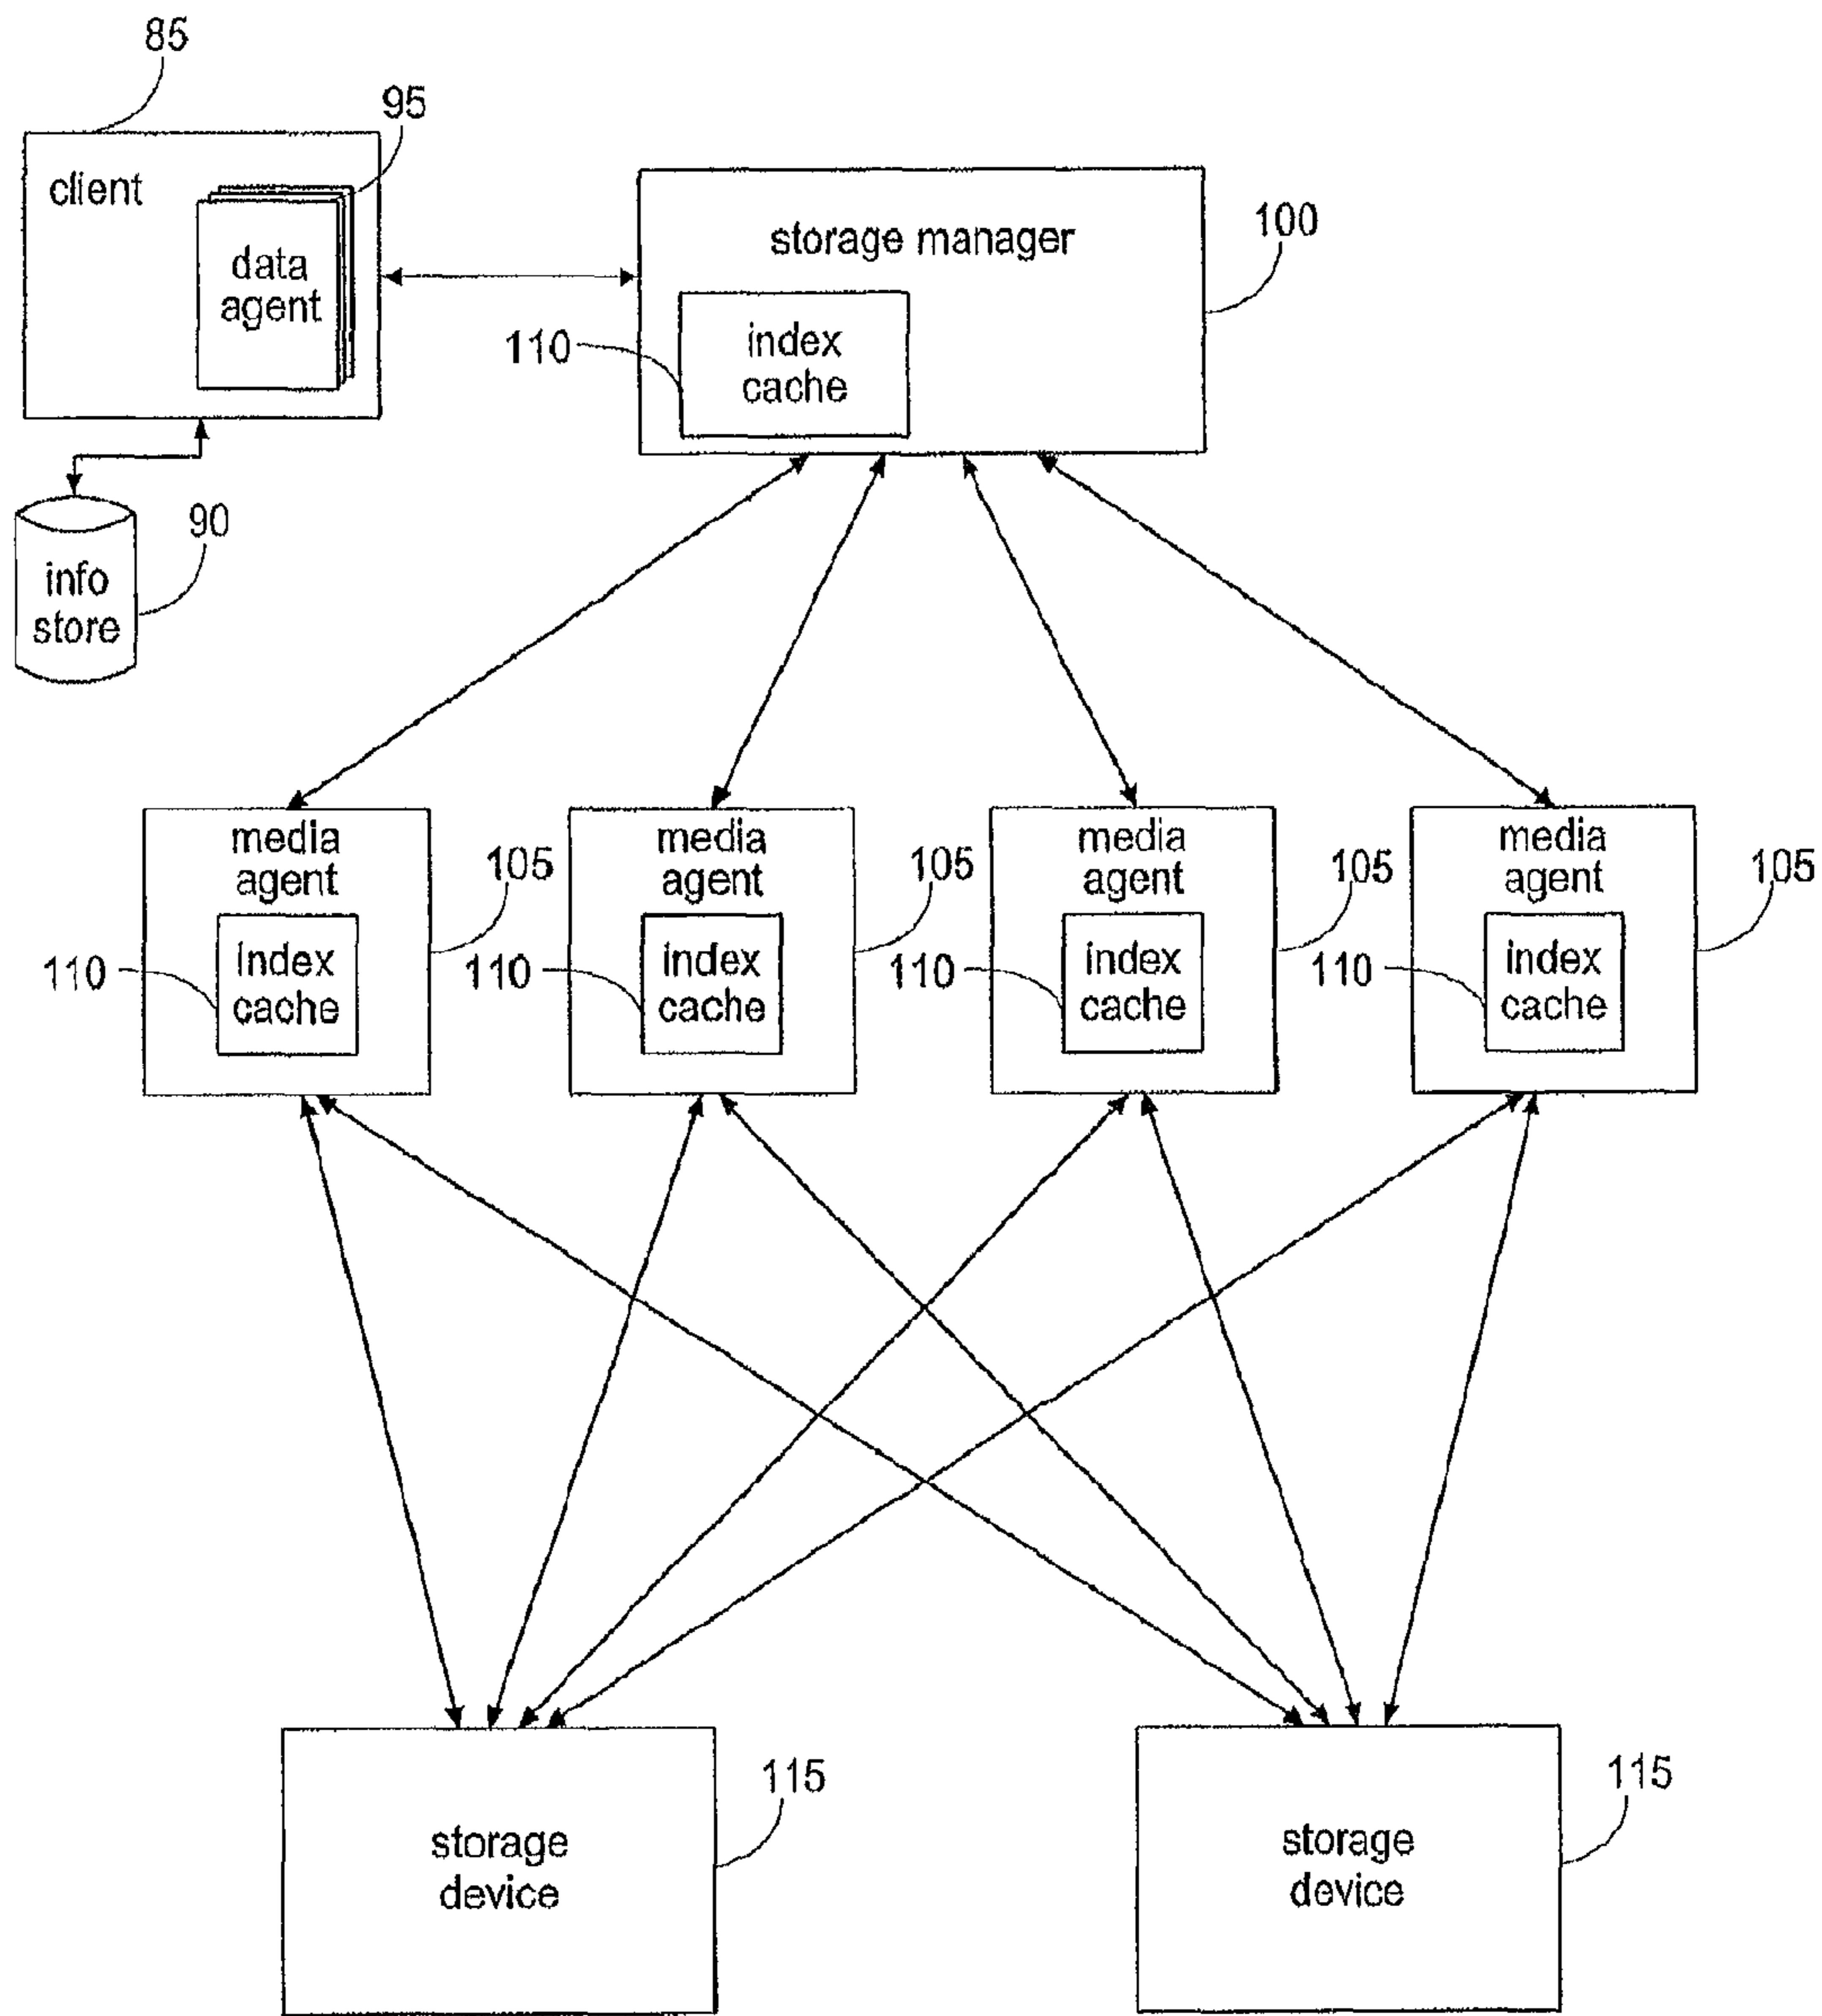 85
95
client
data
agent
storage manager
100
110
index
cache
90
info
store
media
agent
105
110
index
cache
media
agent
105
110
index
cache
media
agent
105
110
index
cache
media
agent
105
110
index
cache
storage
device
115
storage
device
115